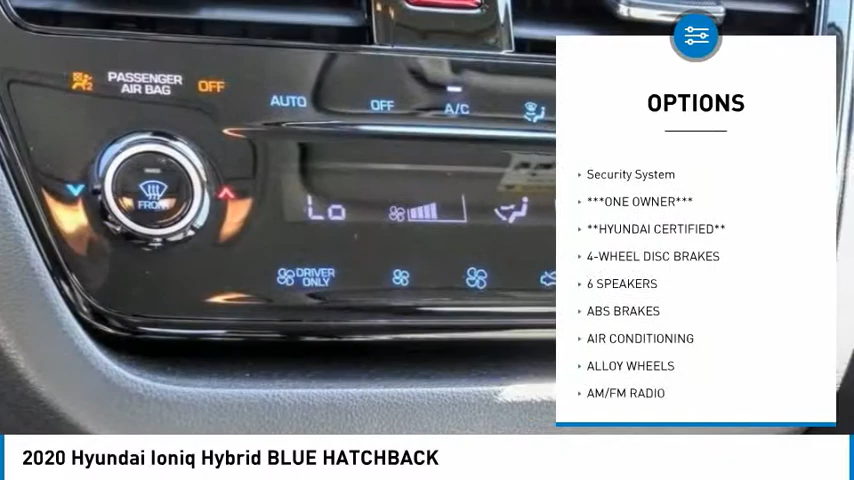 PASSENGER
AIR BAG
OFF
2
AUTO
OFF
A/C
FRONT
Lo
DRIVER
ONLY
OPTIONS
Security System
***ONE OWNER***
**HYUNDAI CERTIFIED**
4-WHEEL DISC BRAKES
6 SPEAKERS
ABS BRAKES
AIR CONDITIONING
ALLOY WHEELS
AM/FM RADIO
2020 Hyundai Ioniq Hybrid BLUE HATCHBACK